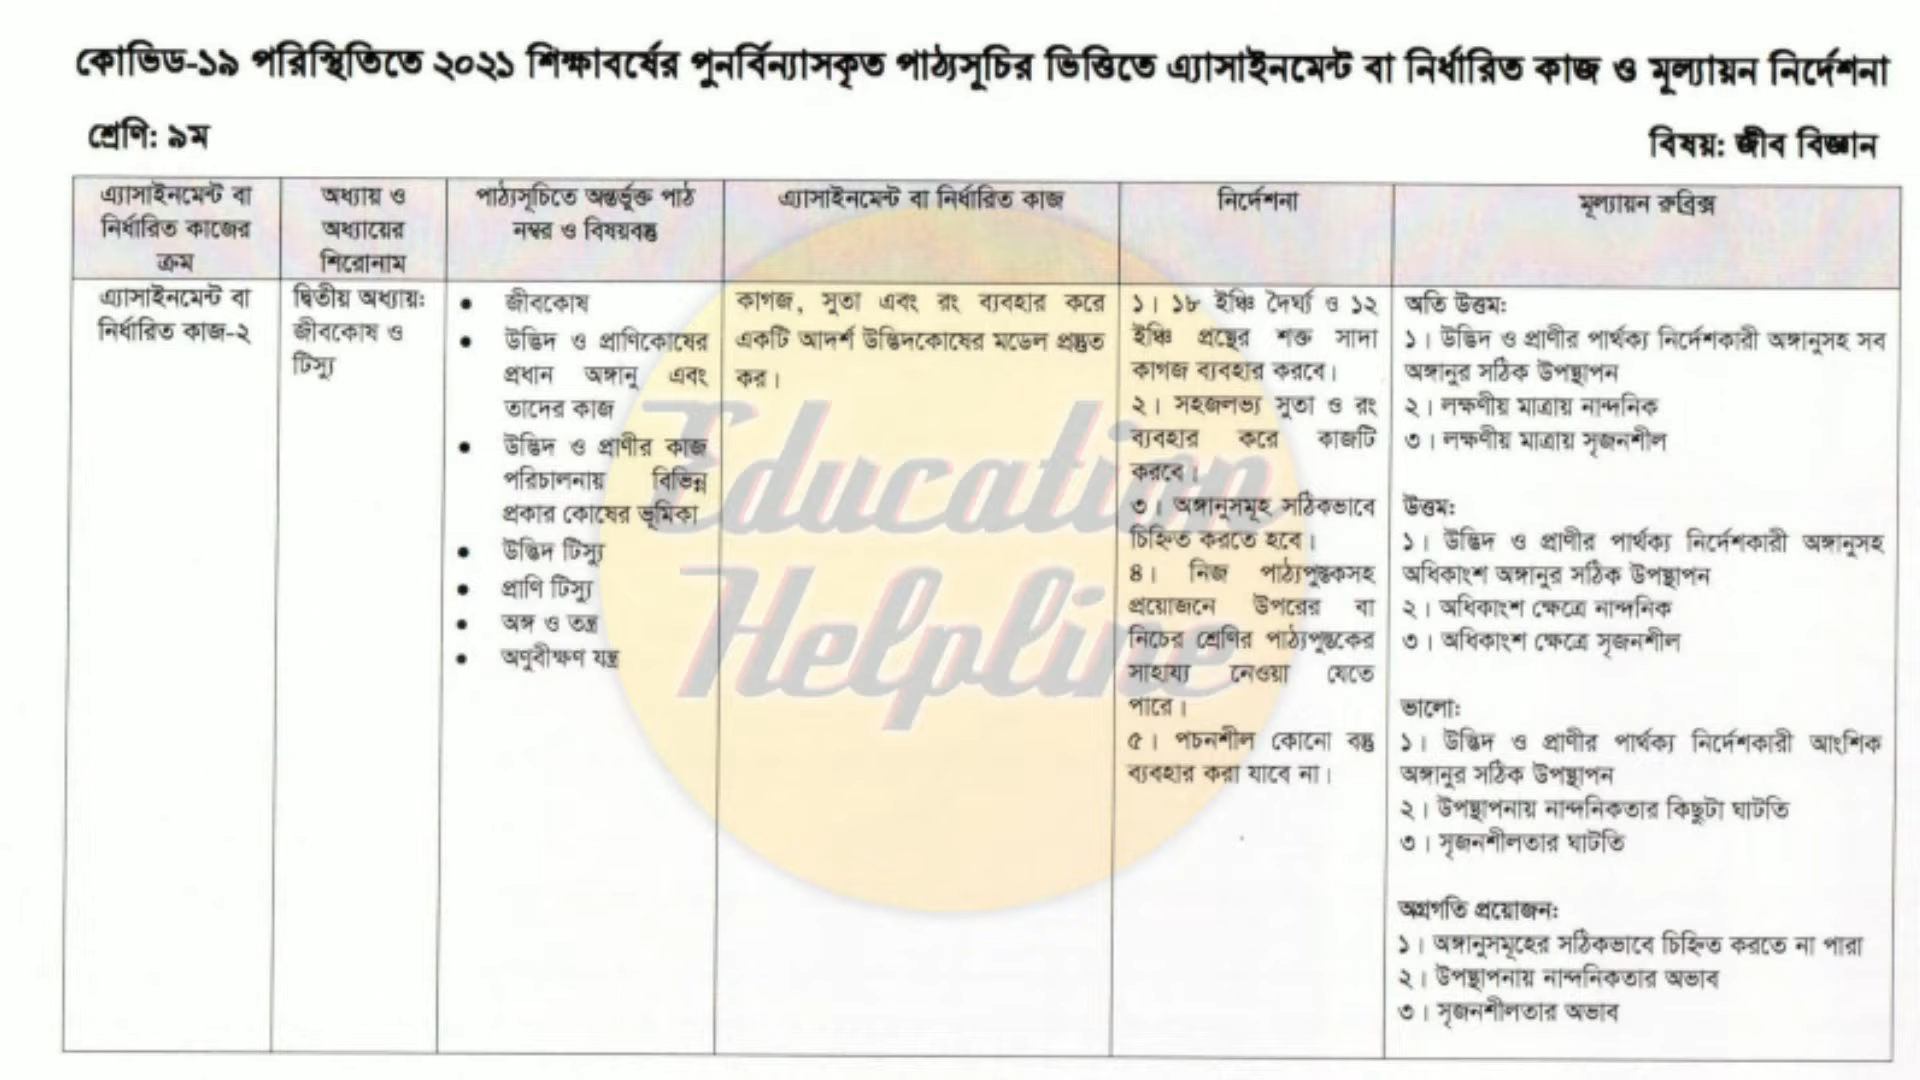 কোভিড-১৯ পরিস্থিতিতে ২০২১ শিক্ষাবর্ষের পুনর্বিন্যাসকৃত পাঠ্যসূচির ভিত্তিতে এ্যাসাইনমেন্ট বা নির্ধারিত কাজ ও মূল্যায়ন নির্দেশনা
শ্রেণি: ৯ম
বিষয়: জীব বিজ্ঞান
এ্যাসাইনমেন্ট বা
নির্ধারিত কাজের
ক্রম
অধ্যায় ও
অধ্যায়ের
শিরোনাম
পাঠ্যসূচিতে অন্তর্ভুক্ত পাঠ
নম্বর ও বিষয়বস্তু
এ্যাসাইনমেন্ট বা নির্ধারিত কাজ
নির্দেশনা
মূল্যায়ন রুব্রিক্স
এ্যাসাইনমেন্ট বা
নির্ধারিত কাজ-২
দ্বিতীয় অধ্যায়:
জীবকোষ ও
টিস্যু
• জীবকোষ
• উদ্ভিদ ও প্রাণিকোষের
প্রধান অঙ্গানু এবং
তাদের কাজ
• উদ্ভিদ ও প্রাণীর কাজ
পরিচালনায় বিভিন্ন
প্রকার কোষের ভূমিকা
• উদ্ভিদ টিস্যু
• প্রাণি টিস্যু
• অঙ্গ ও তন্ত্র
• অণুবীক্ষণ যন্ত্র
কাগজ, সুতা এবং রং ব্যবহার করে
একটি আদর্শ উদ্ভিদকোষের মডেল প্রস্তুত
কর।
১। ১৮ ইঞ্চি দৈর্ঘ্য ও ১২
ইঞ্চি প্রস্থের শক্ত সাদা
কাগজ ব্যবহার করবে।
২। সহজলভ্য সুতা ও রং
ব্যবহার করে কাজটি
করবে।
৩। অঙ্গানুসমূহ সঠিকভাবে
চিহ্নিত করতে হবে।
৪। নিজ পাঠ্যপুস্তকসহ
প্রয়োজনে উপরের বা
নিচের শ্রেণির পাঠ্যপুস্তকের
সাহায্য নেওয়া যেতে
পারে।
৫। পচনশীল কোনো বস্তু
ব্যবহার করা যাবে না।
অতি উত্তম:
১। উদ্ভিদ ও প্রাণীর পার্থক্য নির্দেশকারী অঙ্গানুসহ সব
অঙ্গানুর সঠিক উপস্থাপন
২। লক্ষণীয় মাত্রায় নান্দনিক
৩। লক্ষণীয় মাত্রায় সৃজনশীল
উত্তম:
১। উদ্ভিদ ও প্রাণীর পার্থক্য নির্দেশকারী অঙ্গানুসহ
অধিকাংশ অঙ্গানুর সঠিক উপস্থাপন
২। অধিকাংশ ক্ষেত্রে নান্দনিক
৩। অধিকাংশ ক্ষেত্রে সৃজনশীল
ভালো:
১। উদ্ভিদ ও প্রাণীর পার্থক্য নির্দেশকারী আংশিক
অঙ্গানুর সঠিক উপস্থাপন
২। উপস্থাপনায় নান্দনিকতার কিছুটা ঘাটতি
৩। সৃজনশীলতার ঘাটতি
অগ্রগতি প্রয়োজন:
১। অঙ্গানুসমূহের সঠিকভাবে চিহ্নিত করতে না পারা
২। উপস্থাপনায় নান্দনিকতার অভাব
৩। সৃজনশীলতার অভাব
Education
Helpline